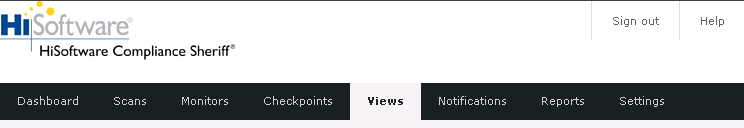 HiSoftware®
HiSoftware Compliance Sheriff®
Sign out Help
Dashboard Scans Monitors Checkpoints Views Notifications Reports Settings